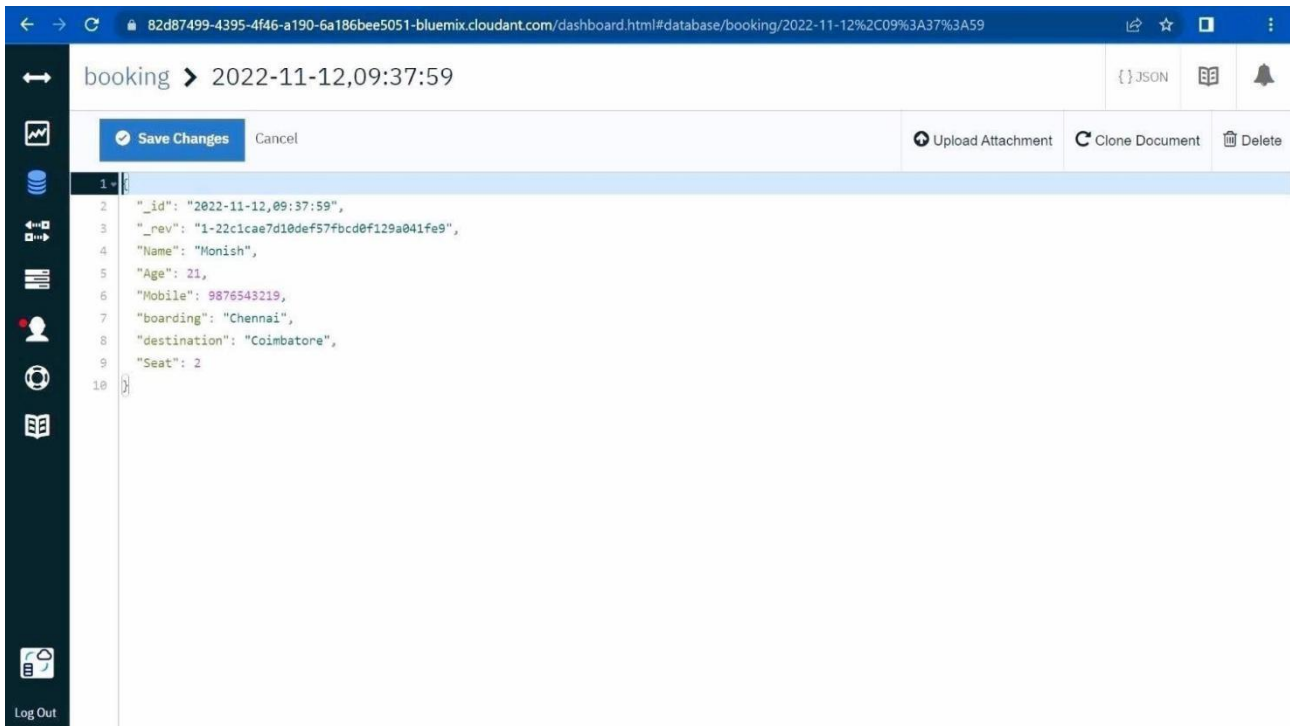 82d87499-4395-4f46-a190-6a186bee5051-bluemix.cloudant.com/dashboard.html#database/booking/2022-11-12%2C09%3A37%3A59
booking > 2022-11-12,09:37:59
{ } JSON
Save Changes Cancel Upload Attachment Clone Document Delete
1 {
2 "_id": "2022-11-12,09:37:59",
3 "_rev": "1-22c1cae7d10def57fbcd0f129a041fe9",
4 "Name": "Monish",
5 "Age": 21,
6 "Mobile": 9876543219,
7 "boarding": "Chennai",
8 "destination": "Coimbatore",
9 "Seat": 2
10 }
Log Out